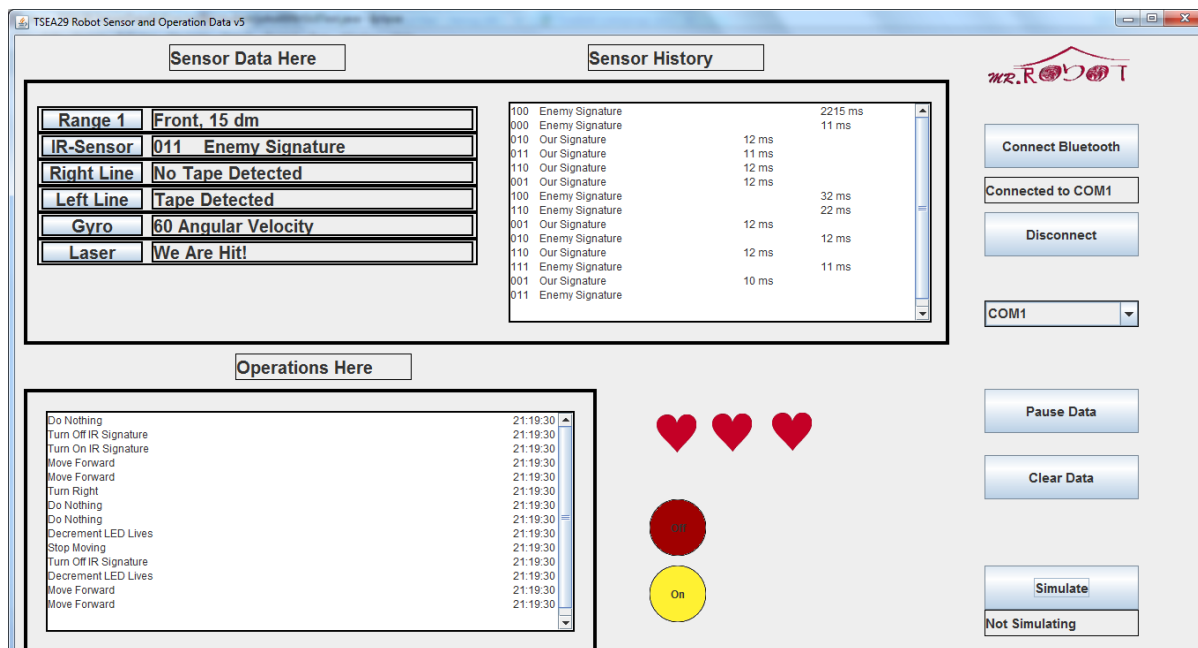 TSEA29 Robot Sensor and Operation Data v5
Sensor Data Here
Range 1 Front, 15 dm
IR-Sensor 011 Enemy Signature
Right Line No Tape Detected
Left Line Tape Detected
Gyro 60 Angular Velocity
Laser We Are Hit!
Sensor History
100 Enemy Signature 2215 ms
000 Enemy Signature 11 ms
010 Our Signature 12 ms
011 Our Signature 11 ms
110 Our Signature 12 ms
001 Our Signature 12 ms
100 Enemy Signature 32 ms
110 Enemy Signature 22 ms
001 Our Signature 12 ms
010 Enemy Signature 12 ms
110 Our Signature 12 ms
111 Enemy Signature 11 ms
001 Our Signature 10 ms
011 Enemy Signature
MR.ROBOT
Connect Bluetooth
Connected to COM1
Disconnect
COM1
Operations Here
Do Nothing 21:19:30
Turn Off IR Signature 21:19:30
Turn On IR Signature 21:19:30
Move Forward 21:19:30
Move Forward 21:19:30
Turn Right 21:19:30
Do Nothing 21:19:30
Do Nothing 21:19:30
Decrement LED Lives 21:19:30
Stop Moving 21:19:30
Turn Off IR Signature 21:19:30
Decrement LED Lives 21:19:30
Move Forward 21:19:30
Move Forward 21:19:30
Off
On
Pause Data
Clear Data
Simulate
Not Simulating